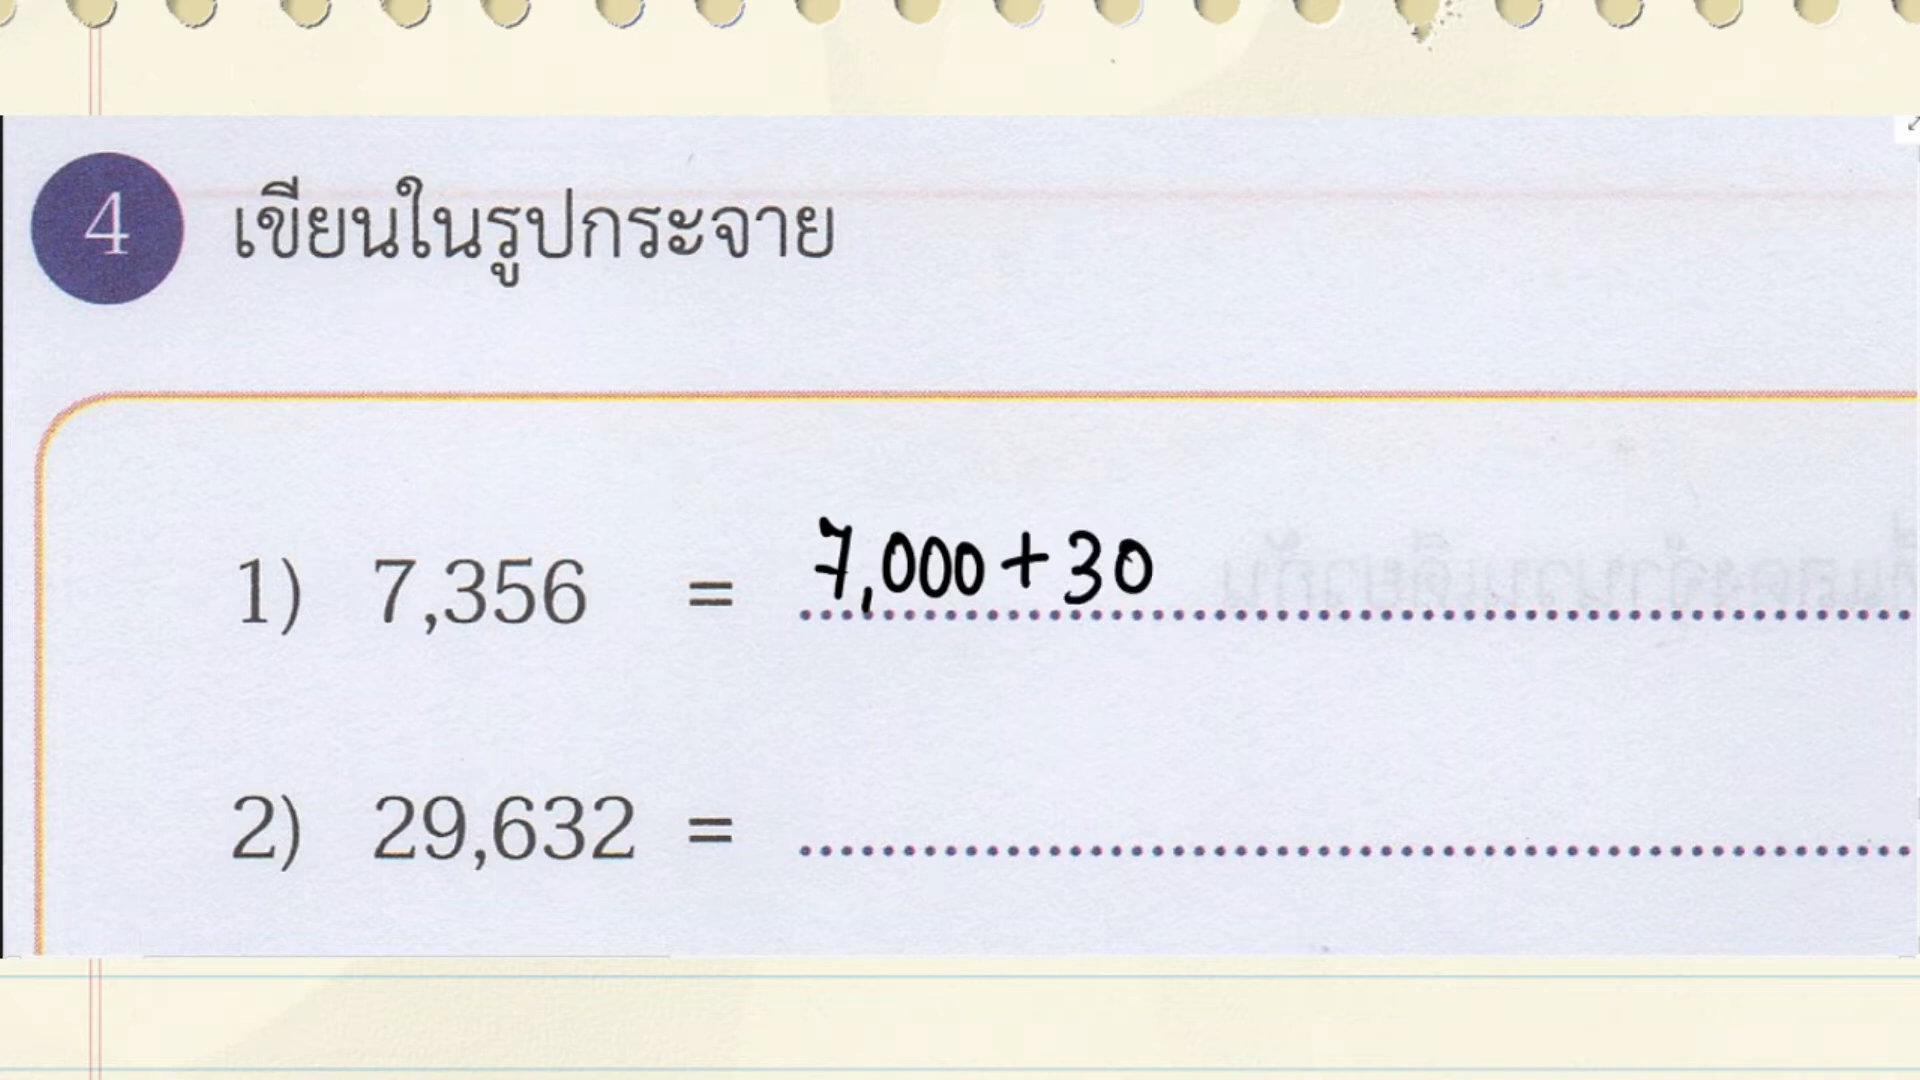 4 เขียนในรูปกระจาย
1) 7,356 = 7,000 + 30
2) 29,632 =